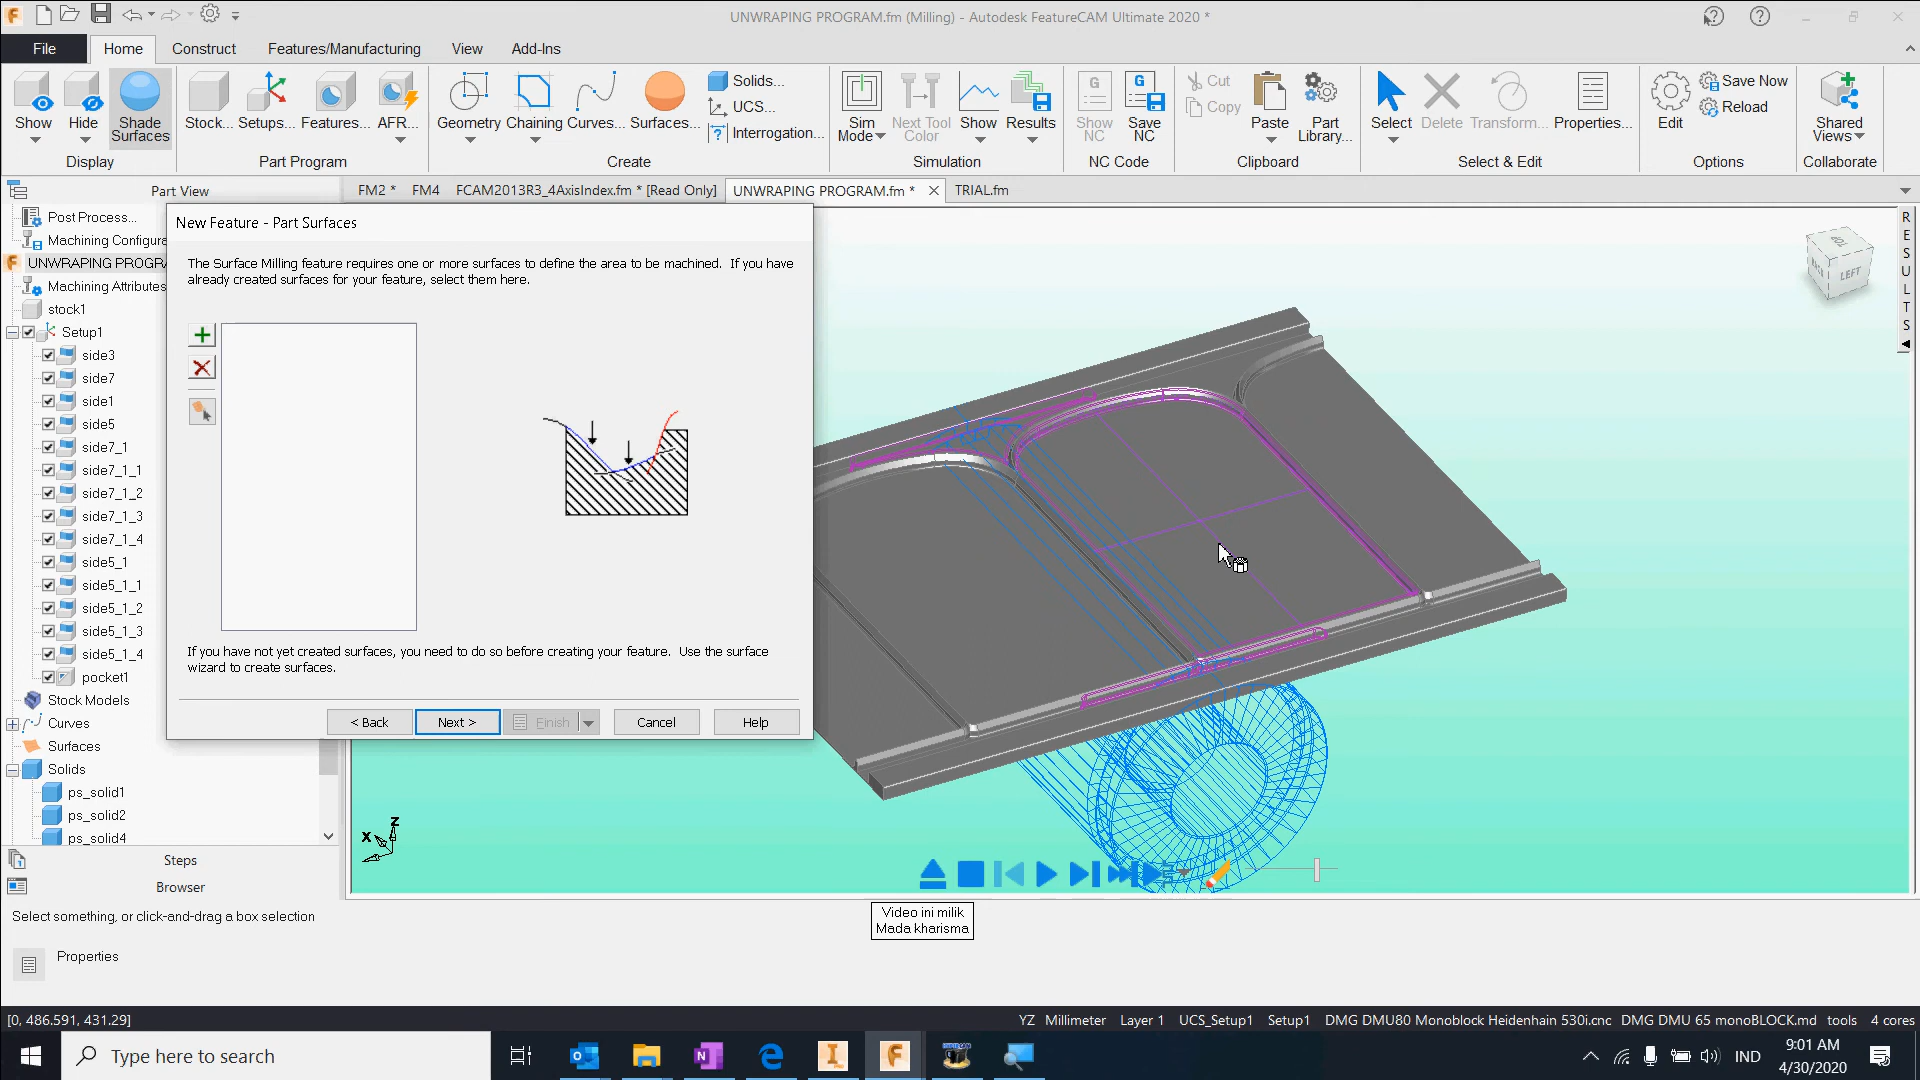 UNWRAPING PROGRAM.fm (Milling) - Autodesk FeatureCAM Ultimate 2020 *
File Home Construct Features/Manufacturing View Add-Ins
Show Hide Shade Surfaces Stock... Setups... Features... AFR... Geometry Chaining Curves... Surfaces... Solids... UCS... Interrogation... Sim Mode Next Tool Color Show Results Show NC Save NC Cut Copy Paste Part Library... Select Delete Transform... Properties... Edit Save Now Reload Shared Views
Display Part Program Create Simulation NC Code Clipboard Select & Edit Options Collaborate
Part View FM2 * FM4 FCAM2013R3_4AxisIndex.fm * [Read Only] UNWRAPING PROGRAM.fm * TRIAL.fm
Post Process...
Machining Configura
UNWRAPING PROGRA
Machining Attributes
stock1
Setup1
side3
side7
side1
side5
side7_1
side7_1_1
side7_1_2
side7_1_3
side7_1_4
side5_1
side5_1_1
side5_1_2
side5_1_3
side5_1_4
pocket1
Stock Models
Curves
Surfaces
Solids
ps_solid1
ps_solid2
ps_solid4
Steps
Browser
New Feature - Part Surfaces
The Surface Milling feature requires one or more surfaces to define the area to be machined. If you have
already created surfaces for your feature, select them here.
If you have not yet created surfaces, you need to do so before creating your feature. Use the surface
wizard to create surfaces.
< Back Next > Finish Cancel Help
TOP
BACK LEFT
RESULTS
Z
X
Video ini milik
Mada kharisma
Select something, or click-and-drag a box selection
Properties
[0, 486.591, 431.29] YZ Millimeter Layer 1 UCS_Setup1 Setup1 DMG DMU80 Monoblock Heidenhain 530i.cnc DMG DMU 65 monoBLOCK.md tools 4 cores
Type here to search IND 9:01 AM
4/30/2020